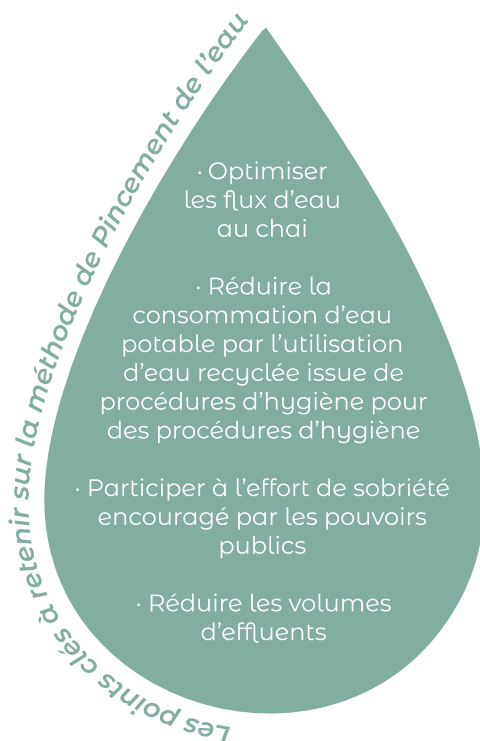 Les points clés à retenir sur la méthode de Pincement de l'eau
· Optimiser
les flux d'eau
au chai
· Réduire la
consommation d'eau
potable par l'utilisation
d'eau recyclée issue de
procédures d'hygiène pour
des procédures d'hygiène
· Participer à l'effort de sobriété
encouragé par les pouvoirs
publics
· Réduire les volumes
d'effluents